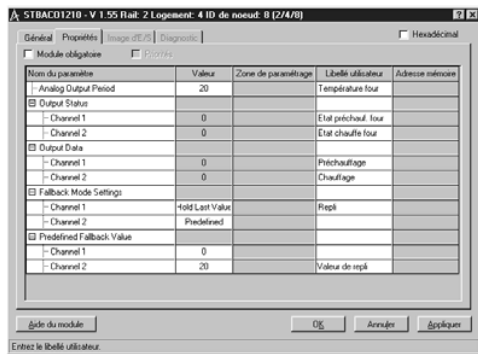 STBACO1210 - V 1.55 Rail: 2 Logement: 4 ID de noeud: 8 (2/4/8)
Général Propriétés Image d'E/S Diagnostic Hexadécimal
Module obligatoire Priorités
Nom du paramètre Valeur Zone de paramétrage Libellé utilisateur Adresse mémoire
Analog Output Period 20 Température four
Output Status
Channel 1 0 Etat préchauf. four
Channel 2 0 Etat chauffe four
Output Data
Channel 1 0 Préchauffage
Channel 2 0 Chauffage
Fallback Mode Settings
Channel 1 Hold Last Value Repli
Channel 2 Predefined
Predefined Fallback Value
Channel 1 0
Channel 2 20 Valeur de repli
Aide du module OK Annuler Appliquer
Entrez le libellé utilisateur.